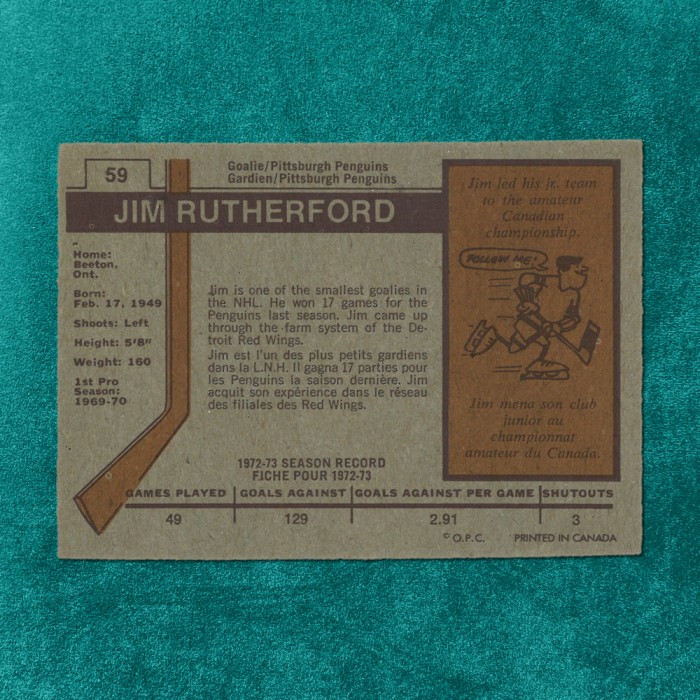 59
Goalie/Pittsburgh Penguins
Gardien/Pittsburgh Penguins
JIM RUTHERFORD
Home:
Beeton,
Ont.
Born:
Feb. 17, 1949
Shoots: Left
Height: 5'8"
Weight: 160
1st Pro
Season:
1969-70
Jim is one of the smallest goalies in
the NHL. He won 17 games for the
Penguins last season. Jim came up
through the farm system of the De-
troit Red Wings.
Jim est l'un des plus petits gardiens
dans la L.N.H. Il gagna 17 parties pour
les Penguins la saison dernière. Jim
acquit son expérience dans le réseau
des filiales des Red Wings.
Jim led his jr. team
to the amateur
Canadian
championship.
FOLLOW ME!
Jim mena son club
junior au
championnat
amateur du Canada.
1972-73 SEASON RECORD
FICHE POUR 1972-73
GAMES PLAYED GOALS AGAINST GOALS AGAINST PER GAME SHUTOUTS
49 129 2.91 3
© O.P.C. PRINTED IN CANADA